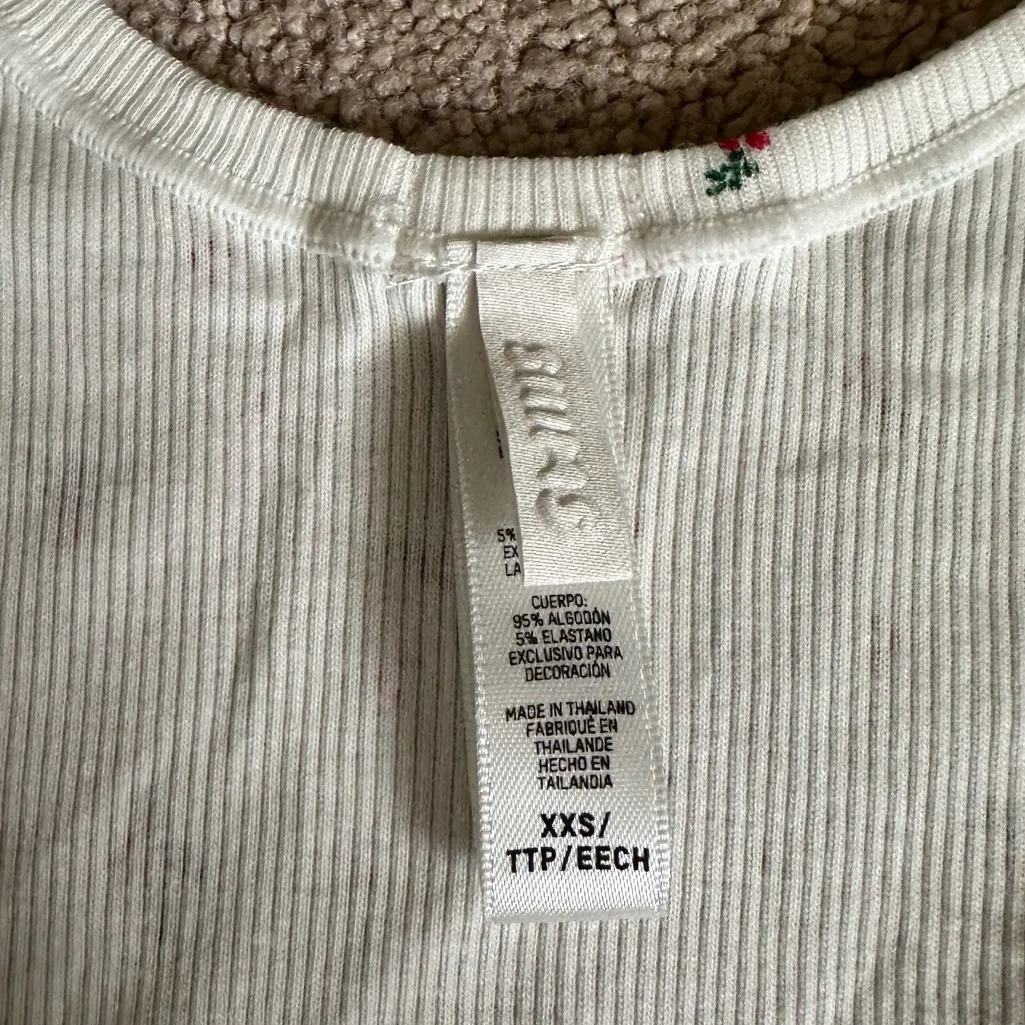 5%
EX
LA
CUERPO:
95% ALGODÓN
5% ELASTANO
EXCLUSIVO PARA
DECORACIÓN
MADE IN THAILAND
FABRIQUÉ EN
THAILANDE
HECHO EN
TAILANDIA
XXS/
TTP/EECH